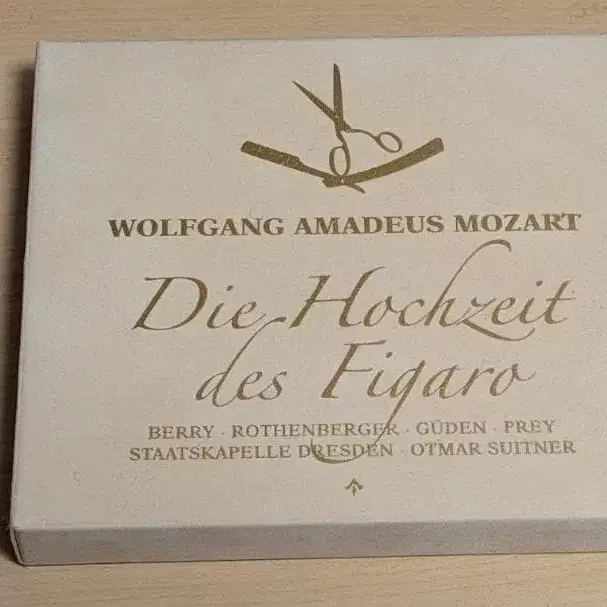 WOLFGANG AMADEUS MOZART
Die Hochzeit
des Figaro
BERRY · ROTHENBERGER · GÜDEN · PREY
STAATSKAPELLE DRESDEN · OTMAR SUITNER